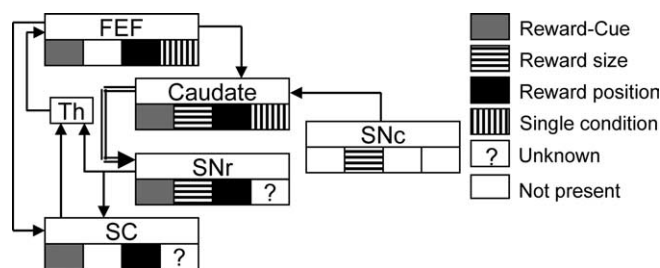 FEF
Caudate
Th
SNc
SNr
?
SC
?
Reward-Cue
Reward size
Reward position
Single condition
? Unknown
Not present